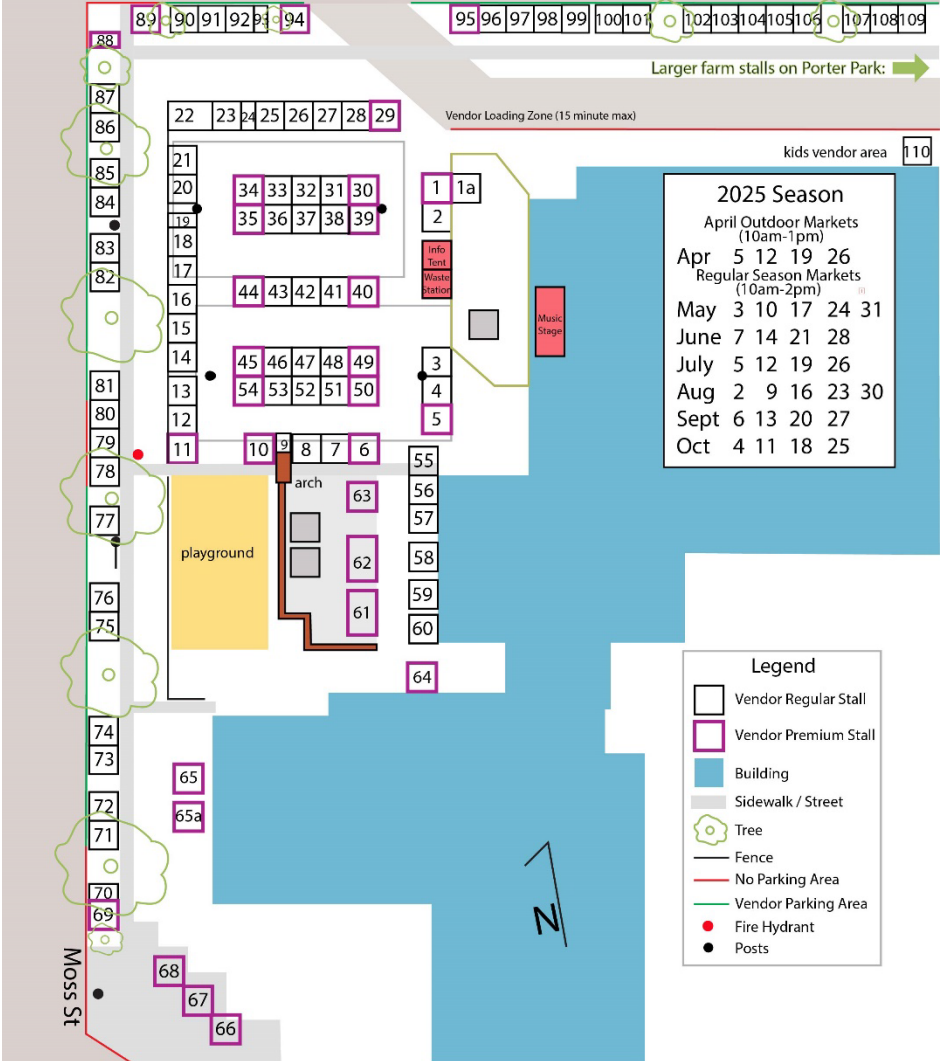 89 90 91 92 93 94
95 96 97 98 99 100 101 102 103 104 105 106 107 108 109
88
Larger farm stalls on Porter Park:
87
86
85
84
83
82
81
80
79
78
77
76
75
74
73
72
71
70
69
22 23 24 25 26 27 28 29
Vendor Loading Zone (15 minute max)
kids vendor area 110
21
20
19
18
17
16
15
14
13
12
11
34 33 32 31 30
35 36 37 38 39
44 43 42 41 40
45 46 47 48 49
54 53 52 51 50
10 9 8 7 6
1 1a
2
Info
Tent
Waste
Station
Music
Stage
3
4
5
2025 Season
April Outdoor Markets
(10am-1pm)
Apr 5 12 19 26
Regular Season Markets
(10am-2pm)
May 3 10 17 24 31
June 7 14 21 28
July 5 12 19 26
Aug 2 9 16 23 30
Sept 6 13 20 27
Oct 4 11 18 25
arch
playground
63
62
61
55
56
57
58
59
60
64
65
65a
68
67
66
Moss St
N
Legend
Vendor Regular Stall
Vendor Premium Stall
Building
Sidewalk / Street
Tree
Fence
No Parking Area
Vendor Parking Area
Fire Hydrant
Posts